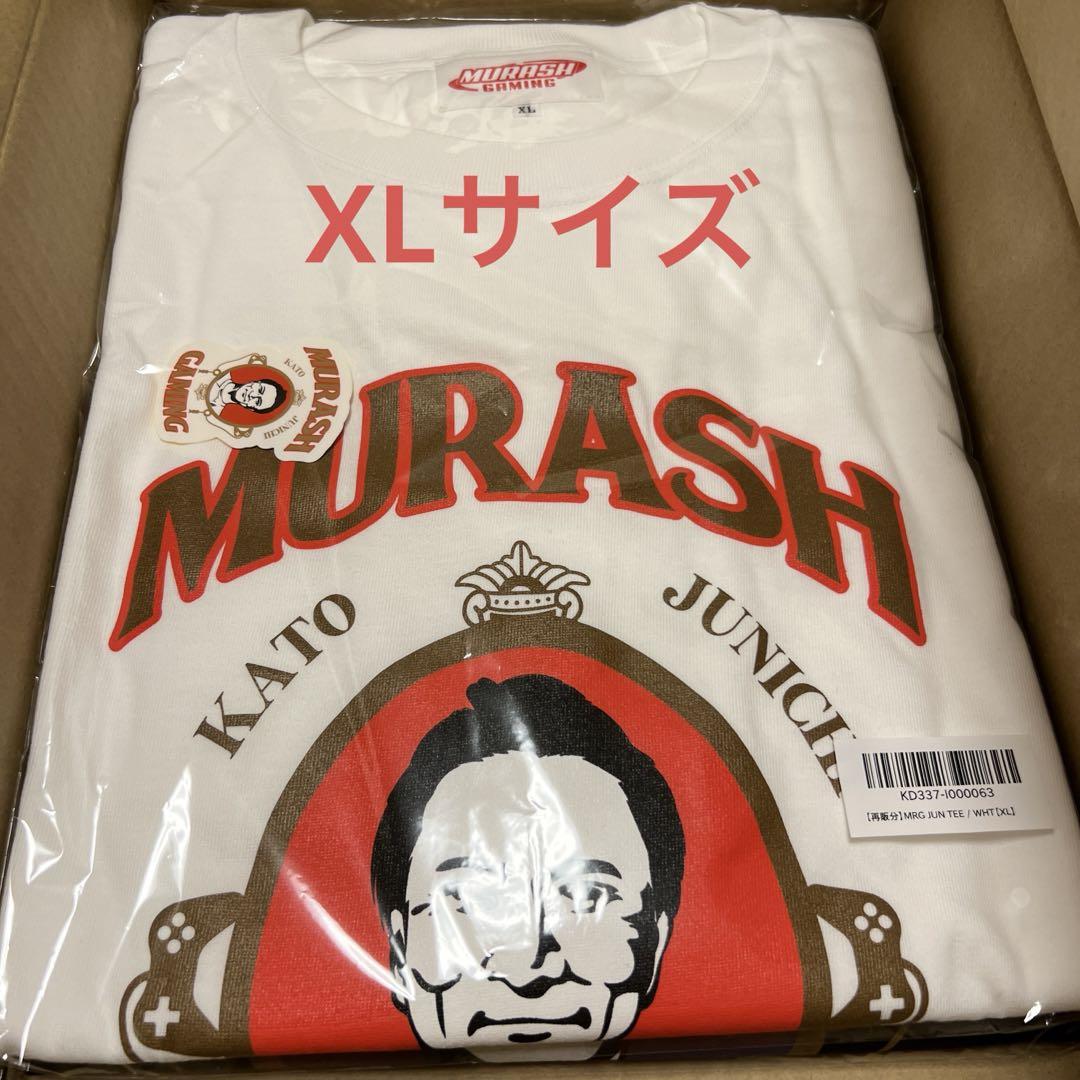 MURASH
GAMING
XL
XLサイズ
MURASH
KATO
JUNICHI
GAMING
MURASH
KATO
JUNICHI
KD337-I000063
【再販分】MRG JUN TEE / WHT [XL]